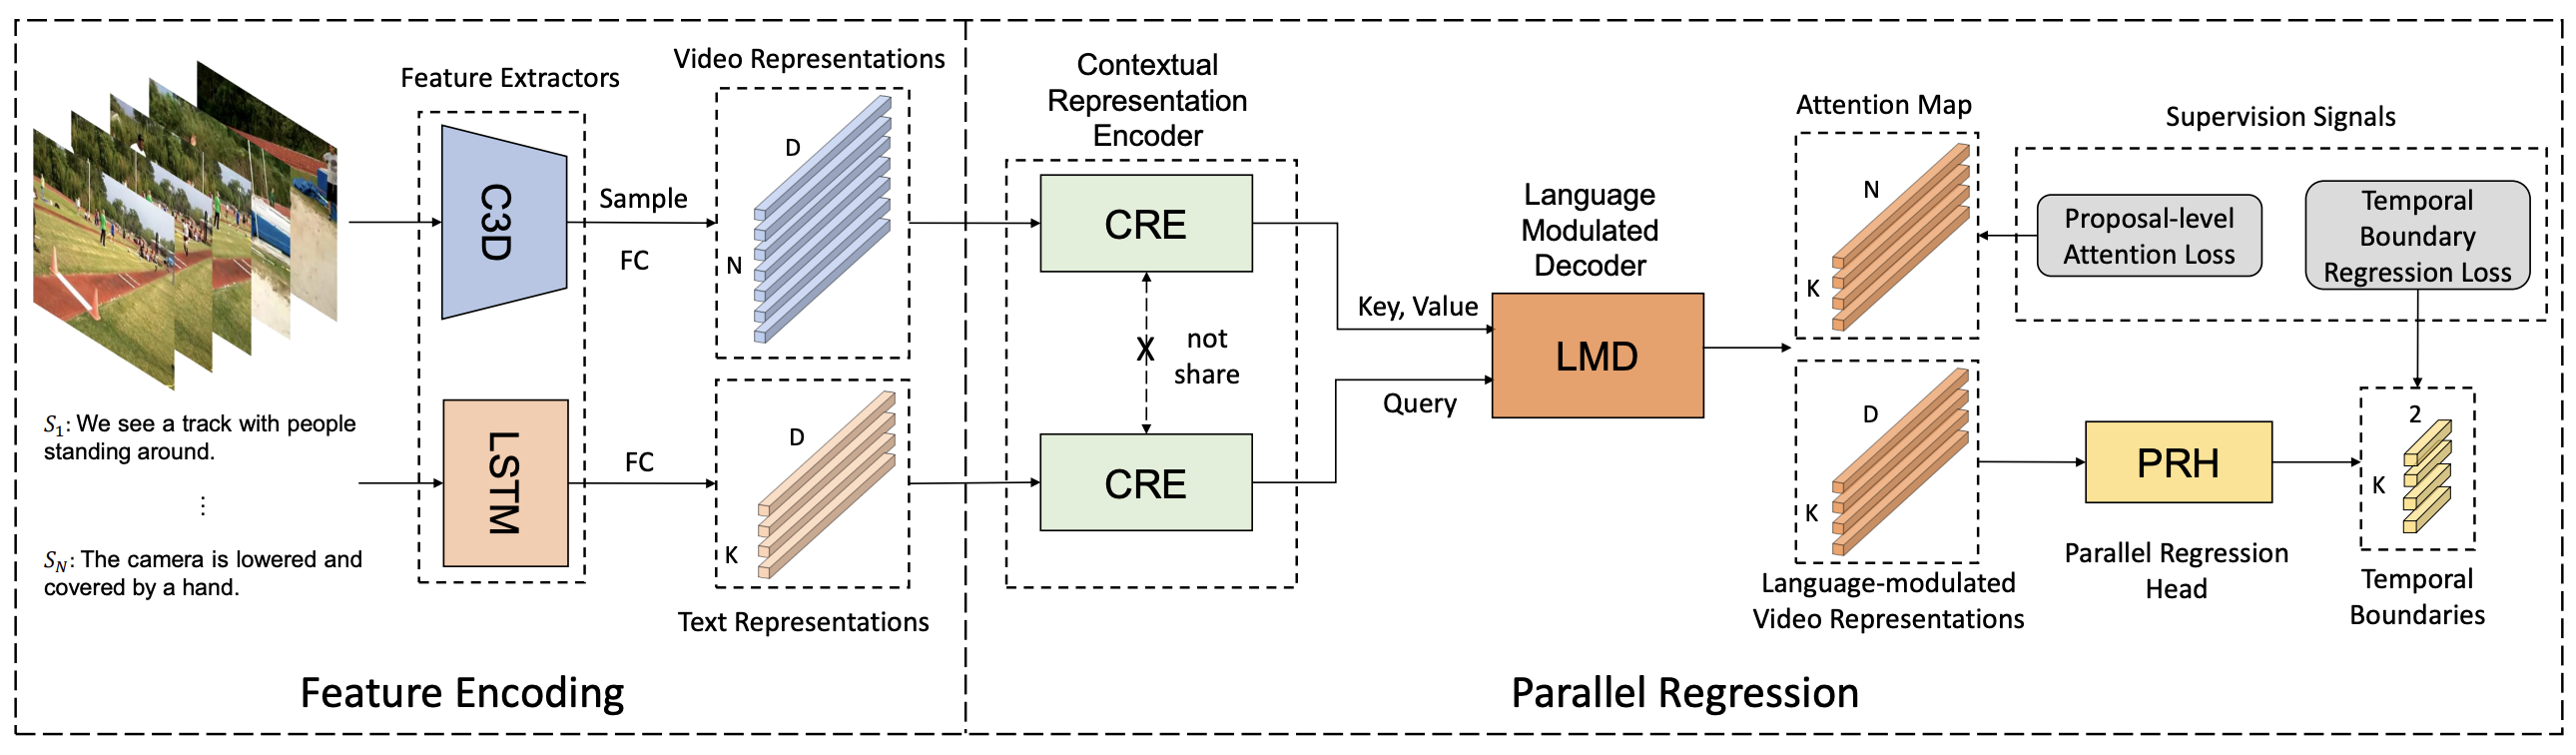 Feature Extractors
Video Representations
C3D
Sample
FC
D
N
S₁: We see a track with people
standing around.
⋮
S_N: The camera is lowered and
covered by a hand.
LSTM
FC
D
K
Text Representations
Feature Encoding
Contextual
Representation
Encoder
CRE
X
not
share
CRE
Key, Value
Query
Language
Modulated
Decoder
LMD
Attention Map
N
K
D
K
Language-modulated
Video Representations
Supervision Signals
Proposal-level
Attention Loss
Temporal
Boundary
Regression Loss
PRH
Parallel Regression
Head
2
K
Temporal
Boundaries
Parallel Regression